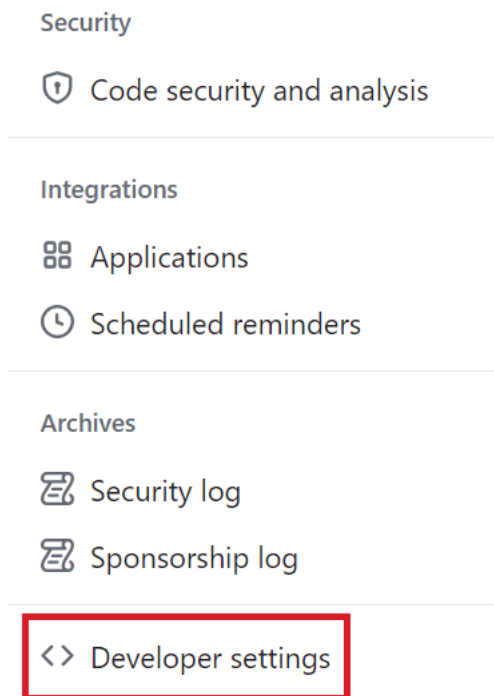 Security
Code security and analysis
Integrations
Applications
Scheduled reminders
Archives
Security log
Sponsorship log
Developer settings